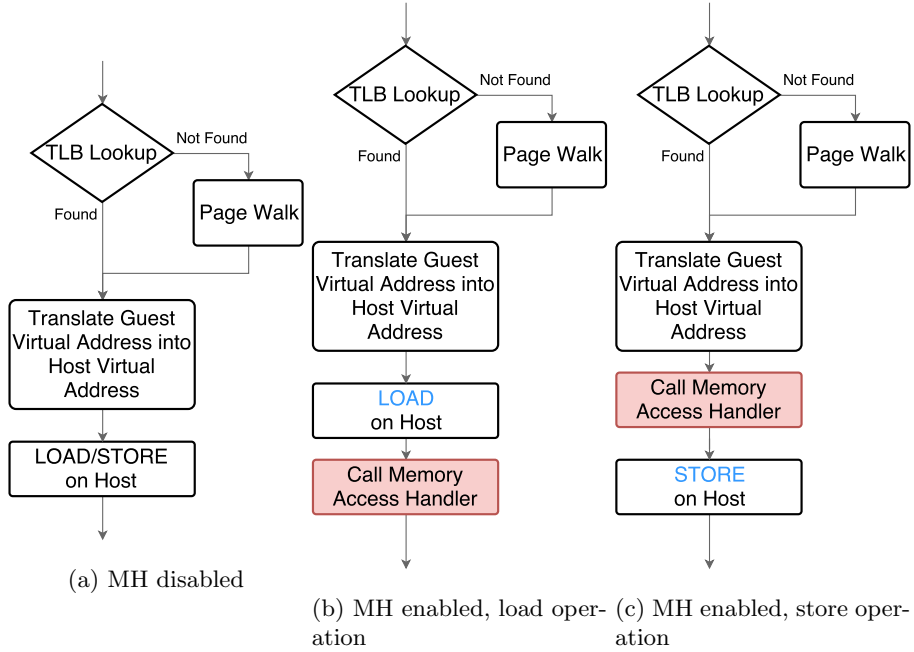 TLB Lookup
Not Found
Found
Page Walk
Translate Guest
Virtual Address into
Host Virtual
Address
LOAD/STORE
on Host
(a) MH disabled
TLB Lookup
Not Found
Found
Page Walk
Translate Guest
Virtual Address into
Host Virtual
Address
LOAD
on Host
Call Memory
Access Handler
(b) MH enabled, load oper-
ation
TLB Lookup
Not Found
Found
Page Walk
Translate Guest
Virtual Address into
Host Virtual
Address
Call Memory
Access Handler
STORE
on Host
(c) MH enabled, store oper-
ation